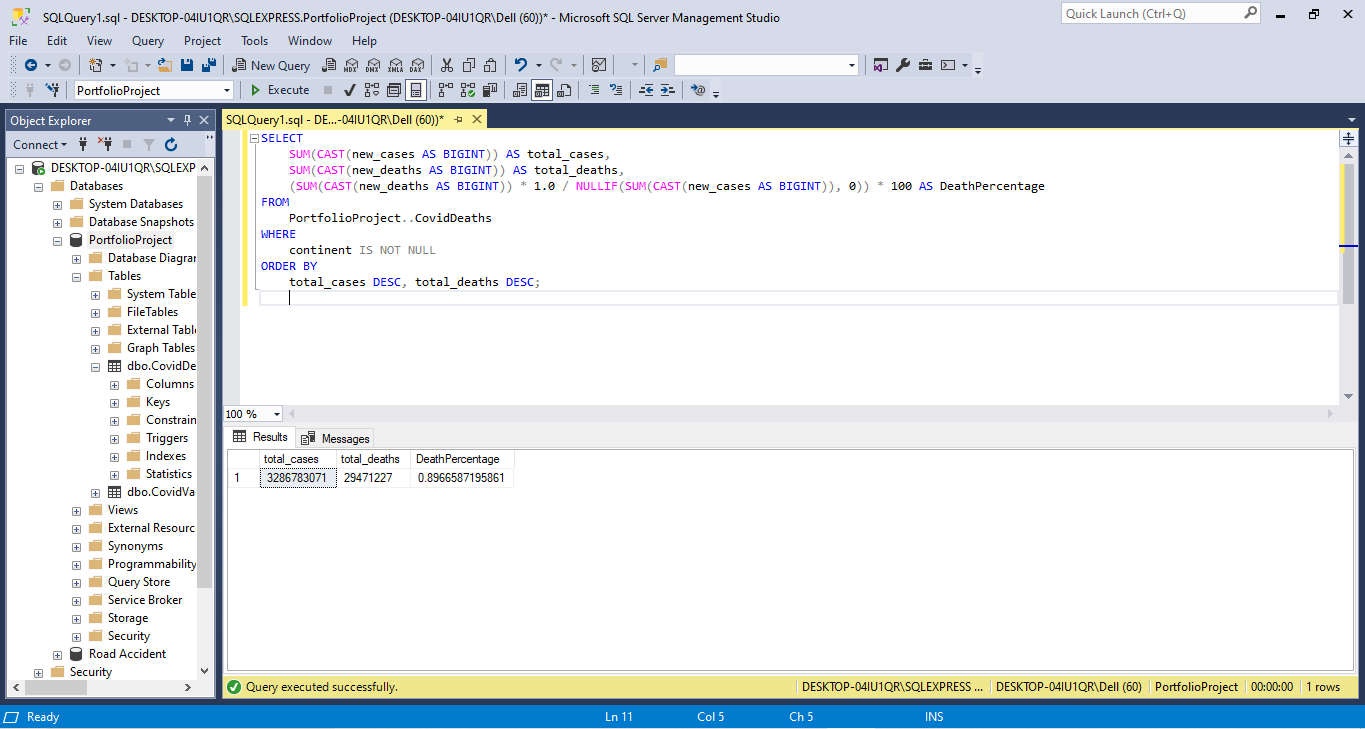 SQLQuery1.sql - DESKTOP-04IU1QR\SQLEXPRESS.PortfolioProject (DESKTOP-04IU1QR\Dell (60))* - Microsoft SQL Server Management Studio
Quick Launch (Ctrl+Q)
File Edit View Query Project Tools Window Help
New Query MDX DMX XMLA DAX
PortfolioProject Execute
Object Explorer
Connect
DESKTOP-04IU1QR\SQLEXP
Databases
System Databases
Database Snapshots
PortfolioProject
Database Diagrar
Tables
System Table
FileTables
External Tabl
Graph Tables
dbo.CovidDe
Columns
Keys
Constrain
Triggers
Indexes
Statistics
dbo.CovidVa
Views
External Resourc
Synonyms
Programmability
Query Store
Service Broker
Storage
Security
Road Accident
Security
SQLQuery1.sql - DE...-04IU1QR\Dell (60))*
SELECT
SUM(CAST(new_cases AS BIGINT)) AS total_cases,
SUM(CAST(new_deaths AS BIGINT)) AS total_deaths,
(SUM(CAST(new_deaths AS BIGINT)) * 1.0 / NULLIF(SUM(CAST(new_cases AS BIGINT)), 0)) * 100 AS DeathPercentage
FROM
PortfolioProject..CovidDeaths
WHERE
continent IS NOT NULL
ORDER BY
total_cases DESC, total_deaths DESC;
100 %
Results Messages
total_cases total_deaths DeathPercentage
1 3286783071 29471227 0.8966587195861
Query executed successfully. DESKTOP-04IU1QR\SQLEXPRESS ... DESKTOP-04IU1QR\Dell (60) PortfolioProject 00:00:00 1 rows
Ready Ln 11 Col 5 Ch 5 INS